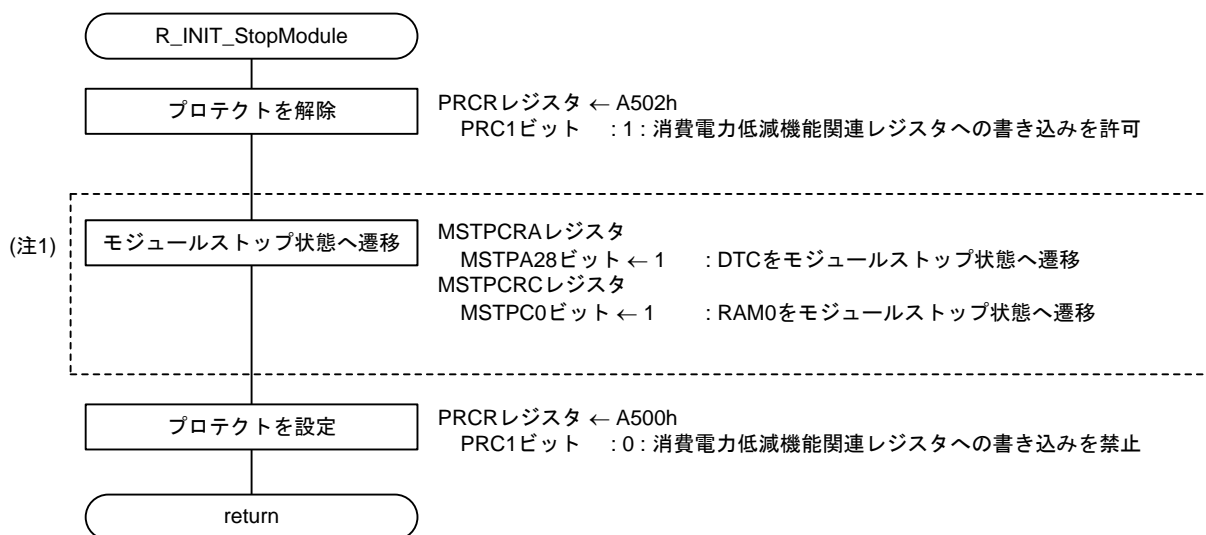 R_INIT_StopModule
プロテクトを解除
PRCRレジスタ ← A502h
PRC1ビット : 1 : 消費電力低減機能関連レジスタへの書き込みを許可
(注1)
モジュールストップ状態へ遷移
MSTPCRAレジスタ
MSTPA28ビット ← 1 : DTCをモジュールストップ状態へ遷移
MSTPCRCレジスタ
MSTPC0ビット ← 1 : RAM0をモジュールストップ状態へ遷移
プロテクトを設定
PRCRレジスタ ← A500h
PRC1ビット : 0 : 消費電力低減機能関連レジスタへの書き込みを禁止
return